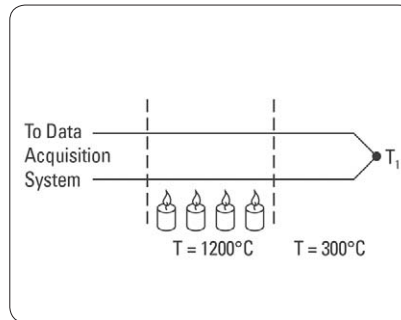 To Data
Acquisition
System
T₁
T = 1200°C
T = 300°C